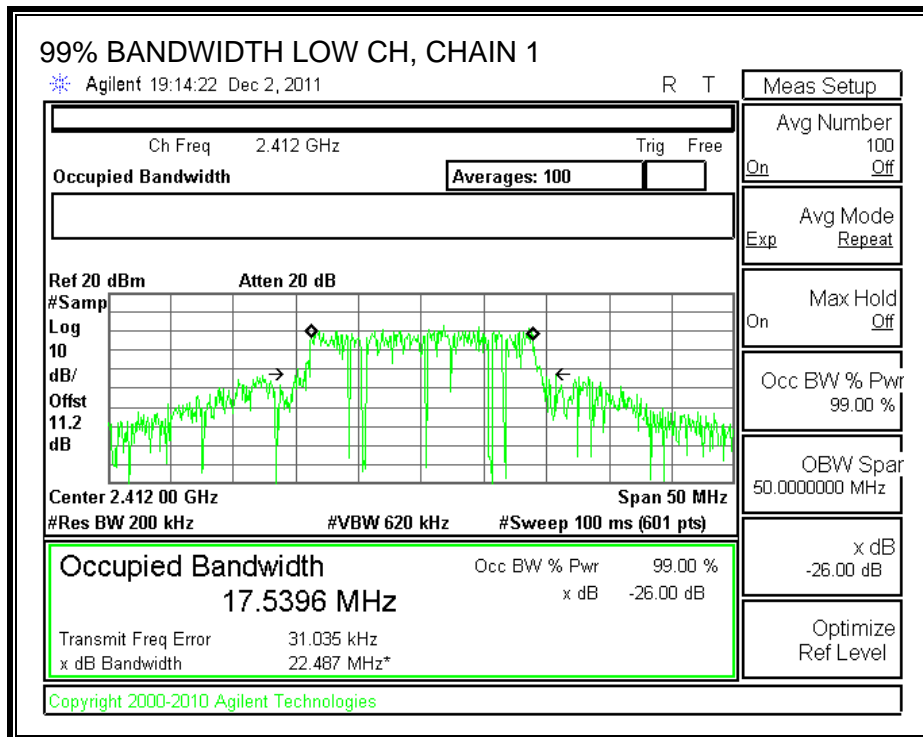 99% BANDWIDTH LOW CH, CHAIN 1
Agilent 19:14:22 Dec 2, 2011 R T
Ch Freq 2.412 GHz Trig Free
Occupied Bandwidth Averages: 100
Ref 20 dBm Atten 20 dB
#Samp
Log
10
dB/
Offst
11.2
dB
Center 2.412 00 GHz Span 50 MHz
#Res BW 200 kHz #VBW 620 kHz #Sweep 100 ms (601 pts)
Occupied Bandwidth
17.5396 MHz
Occ BW % Pwr 99.00 %
x dB -26.00 dB
Transmit Freq Error 31.035 kHz
x dB Bandwidth 22.487 MHz*
Copyright 2000-2010 Agilent Technologies
Meas Setup
Avg Number
100
On Off
Avg Mode
Exp Repeat
Max Hold
On Off
Occ BW % Pwr
99.00 %
OBW Span
50.0000000 MHz
x dB
-26.00 dB
Optimize
Ref Level